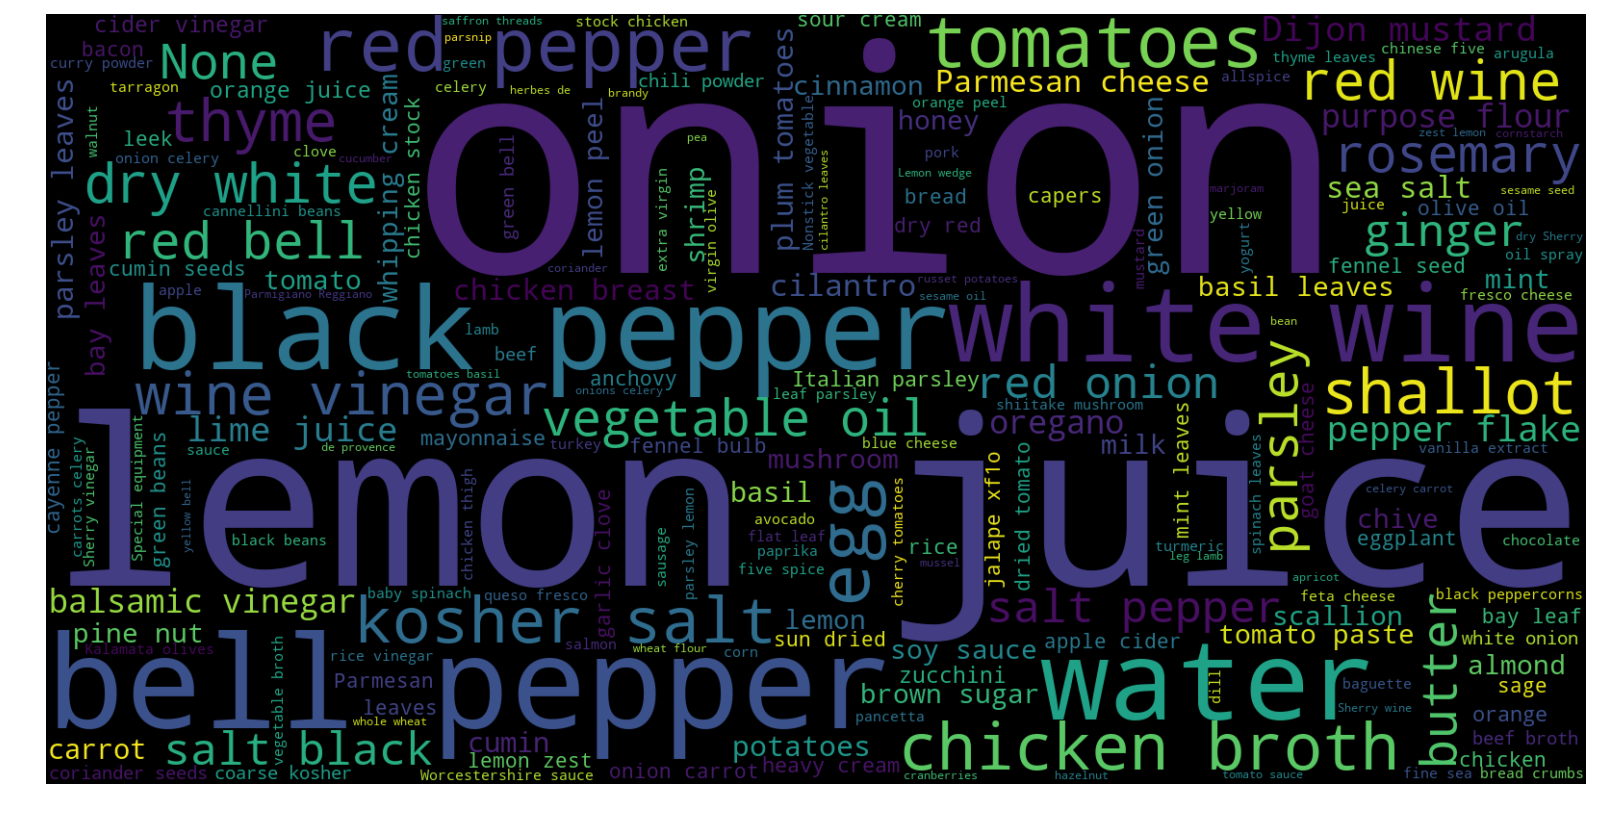 cider vinegar
saffron threads
stock chicken
sour cream
Dijon mustard
bacon
None
red pepper
parsnip
green
plum tomatoes
tomatoes
chinese five
thyme leaves
arugula
curry powder
tarragon
orange juice
celery
herbes de
brandy
chili powder
cinnamon
Parmesan cheese
allspice
red wine
parsley leaves
walnut
leek
thyme
whipping cream
chicken stock
onion
lemon peel
pea
orange peel
honey
green onion
purpose flour
zest lemon
cornstarch
onion celery
clove
cucumber
green bell
pork
rosemary
dry white
cannellini beans
extra virgin
shrimp
virgin olive
Nonstick vegetable
cilantro leaves
Lemon wedge
bread
capers
dry red
mustard
marjoram
yellow
yogurt
sea salt
sesame seed
juice
olive oil
red bell
bay leaves
cumin seeds
tomato
coriander
ginger
dry Sherry
oil spray
fennel seed
apple
Parmigiano Reggiano
chicken breast
cilantro
russet potatoes
sesame oil
basil leaves
mint
fresco cheese
black pepper
lamb
beef
white wine
bean
cayenne pepper
wine vinegar
tomatoes basil
onions celery
anchovy
Italian parsley
leaf parsley
red onion
shiitake mushroom
parsley
goat cheese
shallot
lime juice
sauce
de provence
mayonnaise
vegetable oil
turkey
fennel bulb
blue cheese
oregano
milk
mint leaves
pepper flake
vanilla extract
carrots celery
Sherry vinegar
Special equipment
green beans
yellow bell
lemon juice
black beans
chicken thigh
garlic clove
sausage
parsley lemon
mushroom
basil
avocado
flat leaf
paprika
five spice
egg
cherry tomatoes
rice
mussel
jalape xf1o
dried tomato
turmeric
leg lamb
spinach leaves
celery carrot
chive
eggplant
chocolate
apricot
balsamic vinegar
baby spinach
queso fresco
feta cheese
black peppercorns
pine nut
Kalamata olives
kosher salt
salmon
wheat flour
lemon
sun dried
salt pepper
scallion
butter
bay leaf
vegetable broth
rice vinegar
corn
soy sauce
apple cider
tomato paste
white onion
bell pepper
Parmesan
leaves
whole wheat
zucchini
brown sugar
pancetta
water
dill
baguette
Sherry wine
almond
sage
orange
carrot
salt black
cumin
lemon zest
potatoes
chicken broth
beef broth
chicken
coriander seeds
coarse kosher
Worcestershire sauce
onion carrot
heavy cream
cranberries
hazelnut
tomato sauce
fine sea
bread crumbs